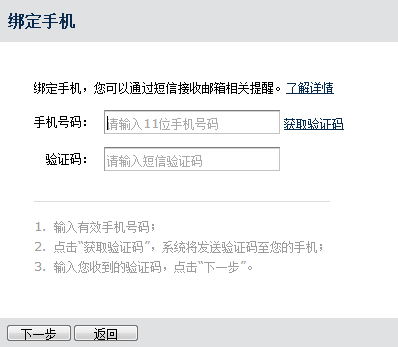 绑定手机
绑定手机，您可以通过短信接收邮箱相关提醒。了解详情
手机号码： 请输入11位手机号码 获取验证码
验证码： 请输入短信验证码
1. 输入有效手机号码；
2. 点击“获取验证码”，系统将发送验证码至您的手机；
3. 输入您收到的验证码，点击“下一步”。
下一步 返回